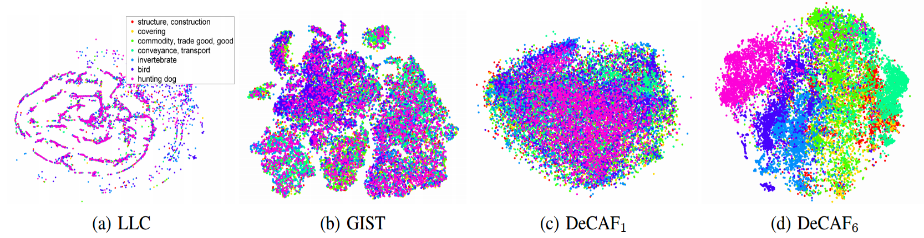 structure, construction
covering
commodity, trade good, good
conveyance, transport
invertebrate
bird
hunting dog
(a) LLC
(b) GIST
(c) DeCAF₁
(d) DeCAF₆